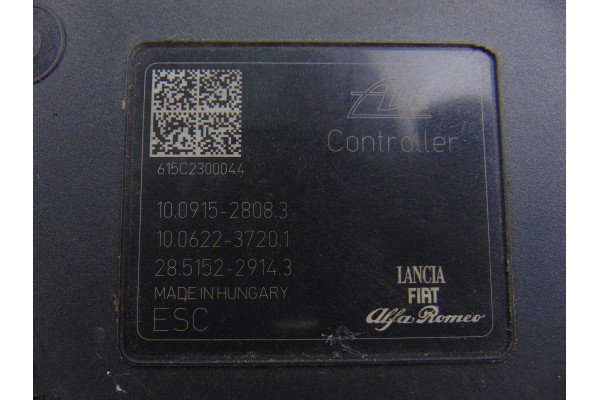 Ate
Controller
615C2300044
10.0915-2808.3
10.0622-3720.1
28.5152-2914.3
MADE IN HUNGARY
ESC
LANCIA
FIAT
Alfa Romeo